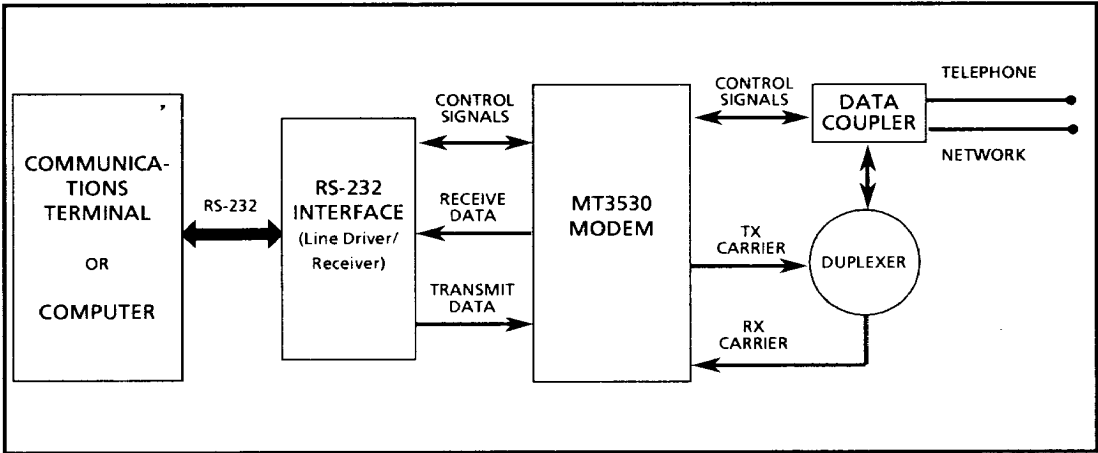 COMMUNICA-
TIONS
TERMINAL
OR
COMPUTER
RS-232
RS-232
INTERFACE
(Line Driver/
Receiver)
CONTROL
SIGNALS
RECEIVE
DATA
TRANSMIT
DATA
MT3530
MODEM
CONTROL
SIGNALS
TX
CARRIER
RX
CARRIER
DATA
COUPLER
DUPLEXER
TELEPHONE
NETWORK